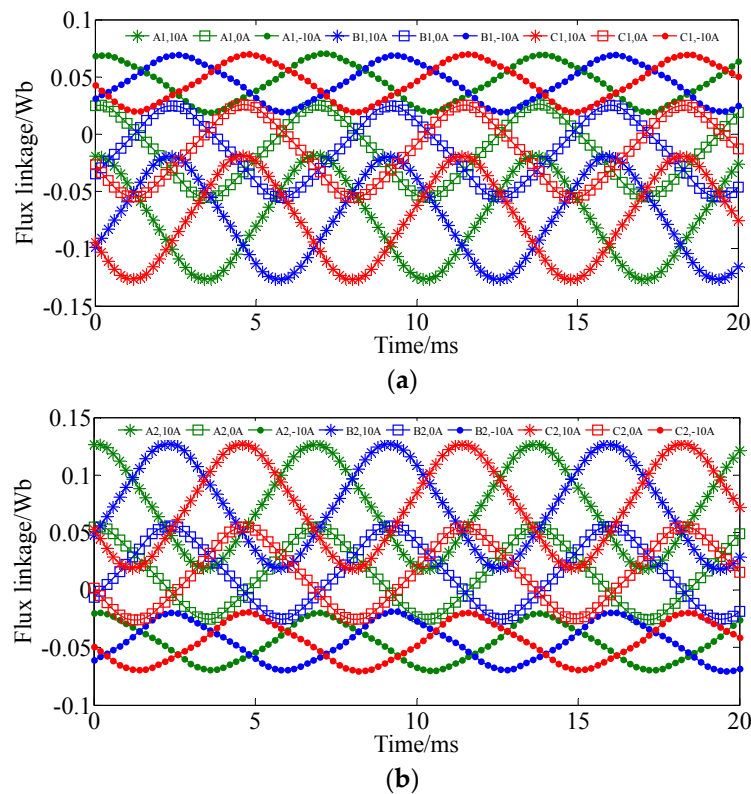 0.1
A1,10A A1,0A A1,-10A B1,10A B1,0A B1,-10A C1,10A C1,0A C1,-10A
0.05
0
-0.05
-0.1
-0.15
Flux linkage/Wb
0 5 10 15 20
Time/ms
(a)
0.15
A2,10A A2,0A A2,-10A B2,10A B2,0A B2,-10A C2,10A C2,0A C2,-10A
0.1
0.05
0
-0.05
-0.1
Flux linkage/Wb
0 5 10 15 20
Time/ms
(b)